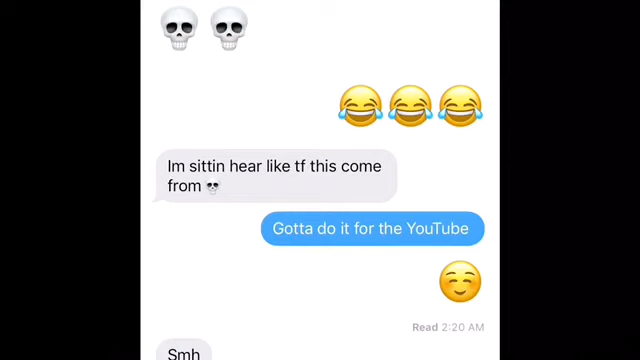 💀💀
😂😂😂
Im sittin hear like tf this come
from💀
Gotta do it for the YouTube
☺️
Read 2:20 AM
Smh